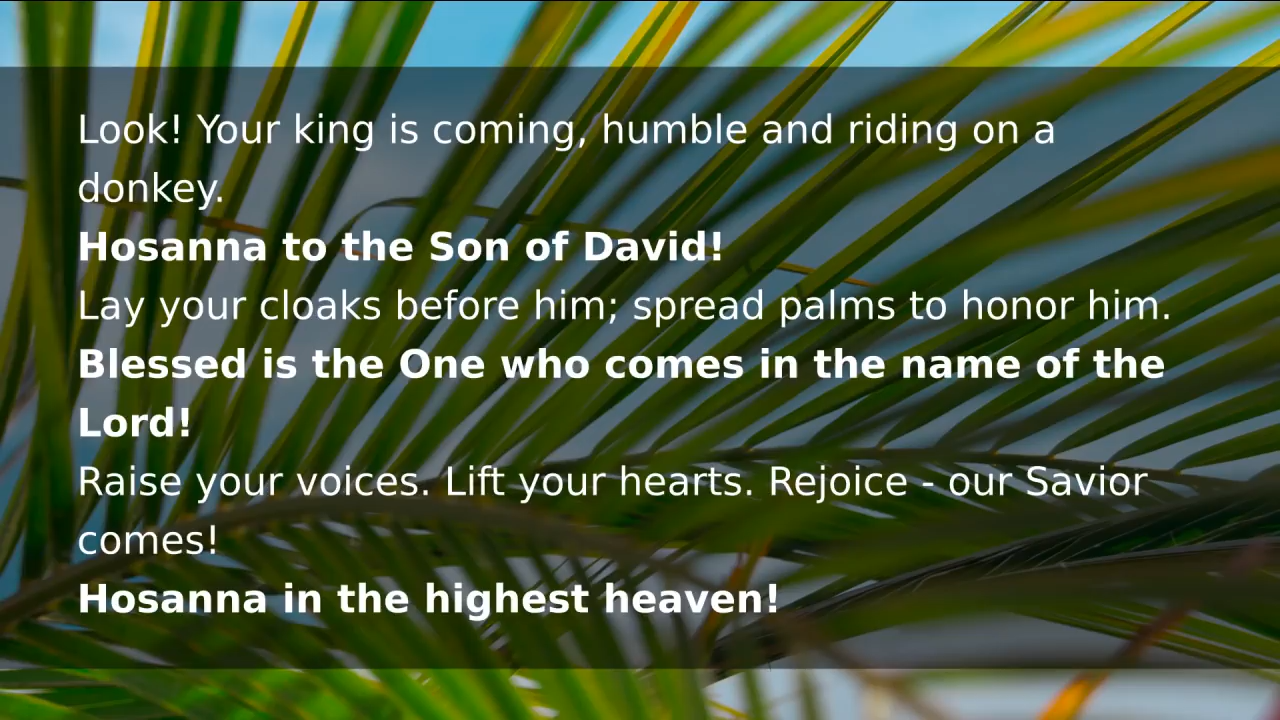 Look! Your king is coming, humble and riding on a
donkey.
Hosanna to the Son of David!
Lay your cloaks before him; spread palms to honor him.
Blessed is the One who comes in the name of the
Lord!
Raise your voices. Lift your hearts. Rejoice - our Savior
comes!
Hosanna in the highest heaven!